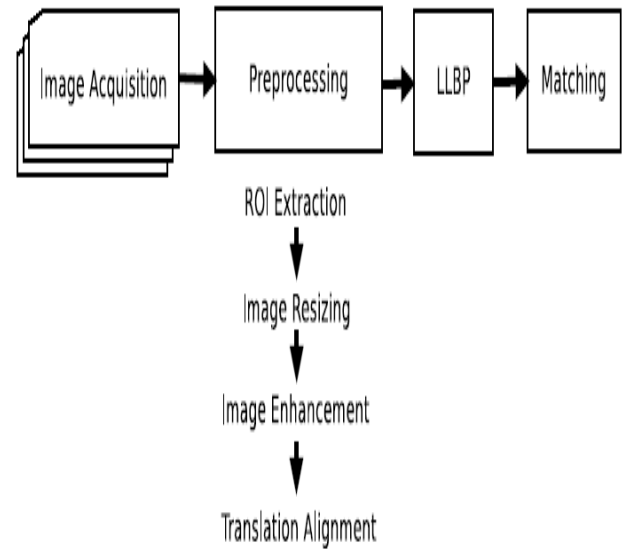 Image Acquisition
Preprocessing
LLBP
Matching
ROI Extraction
Image Resizing
Image Enhancement
Translation Alignment